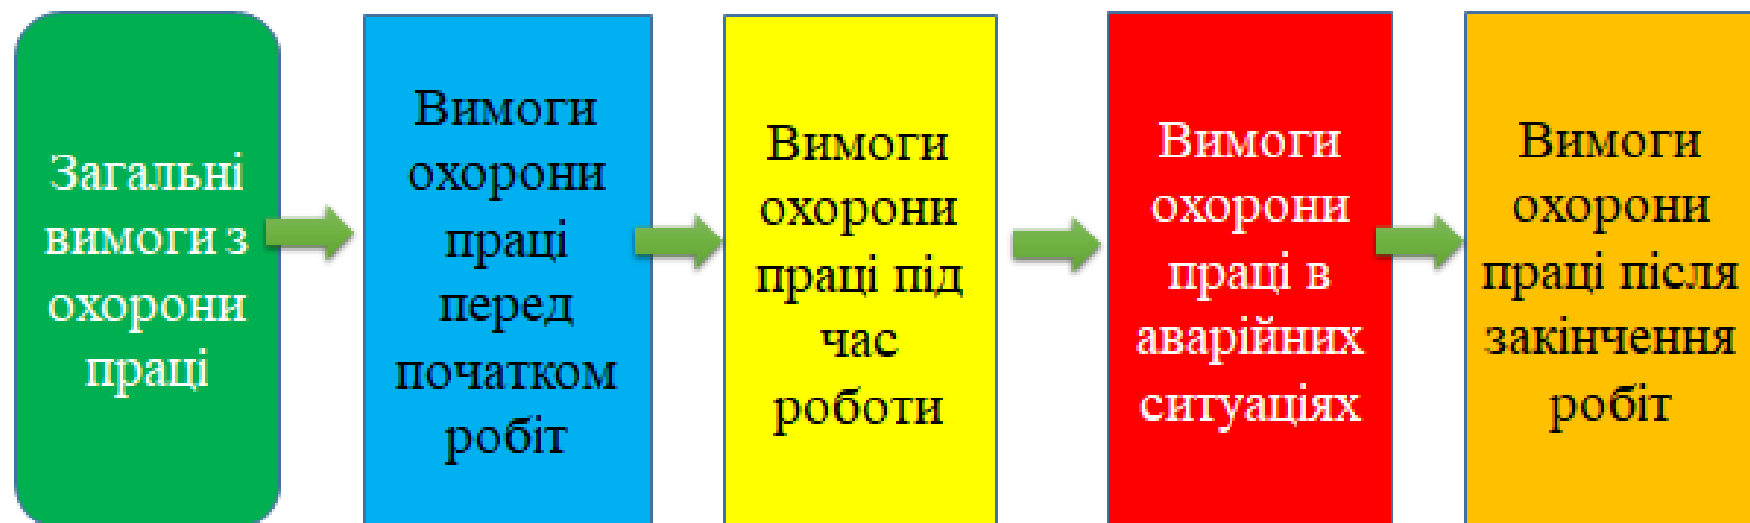 Загальні
вимоги з
охорони
праці
Вимоги
охорони
праці
перед
початком
робіт
Вимоги
охорони
праці під
час
роботи
Вимоги
охорони
праці в
аварійних
ситуаціях
Вимоги
охорони
праці після
закінчення
робіт